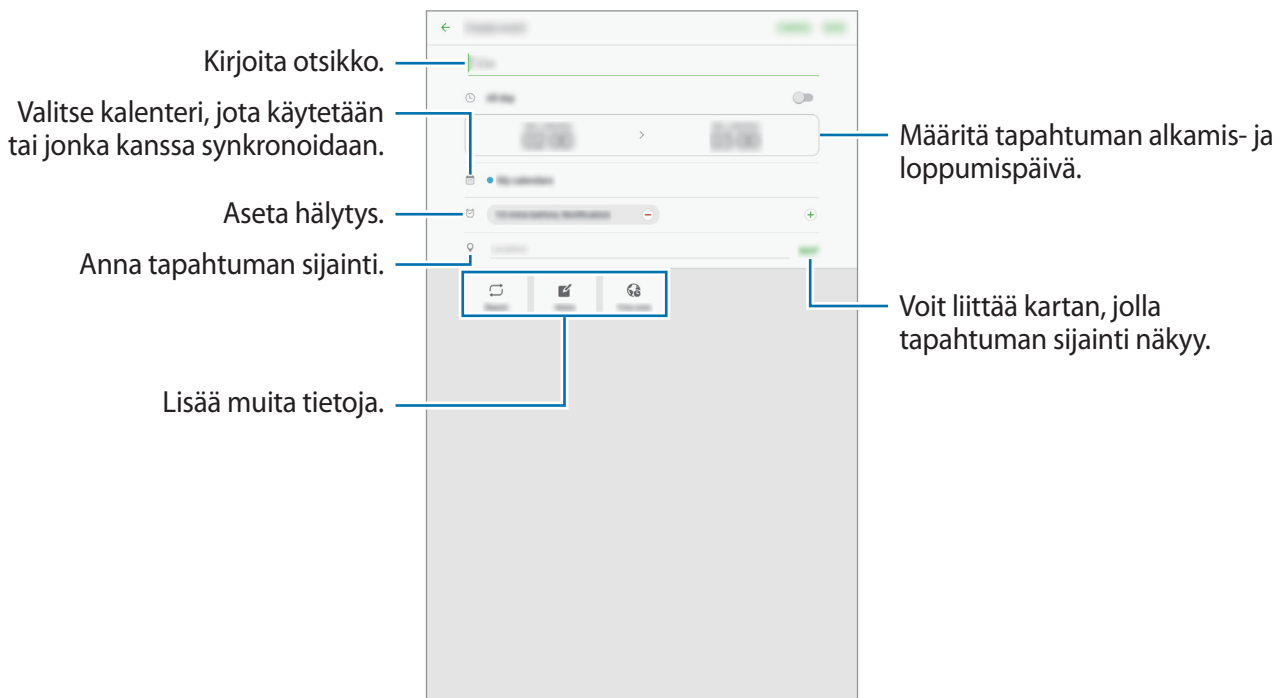 Kirjoita otsikko.
Valitse kalenteri, jota käytetään
tai jonka kanssa synkronoidaan.
Aseta hälytys.
Anna tapahtuman sijainti.
Lisää muita tietoja.
Määritä tapahtuman alkamis- ja
loppumispäivä.
Voit liittää kartan, jolla
tapahtuman sijainti näkyy.